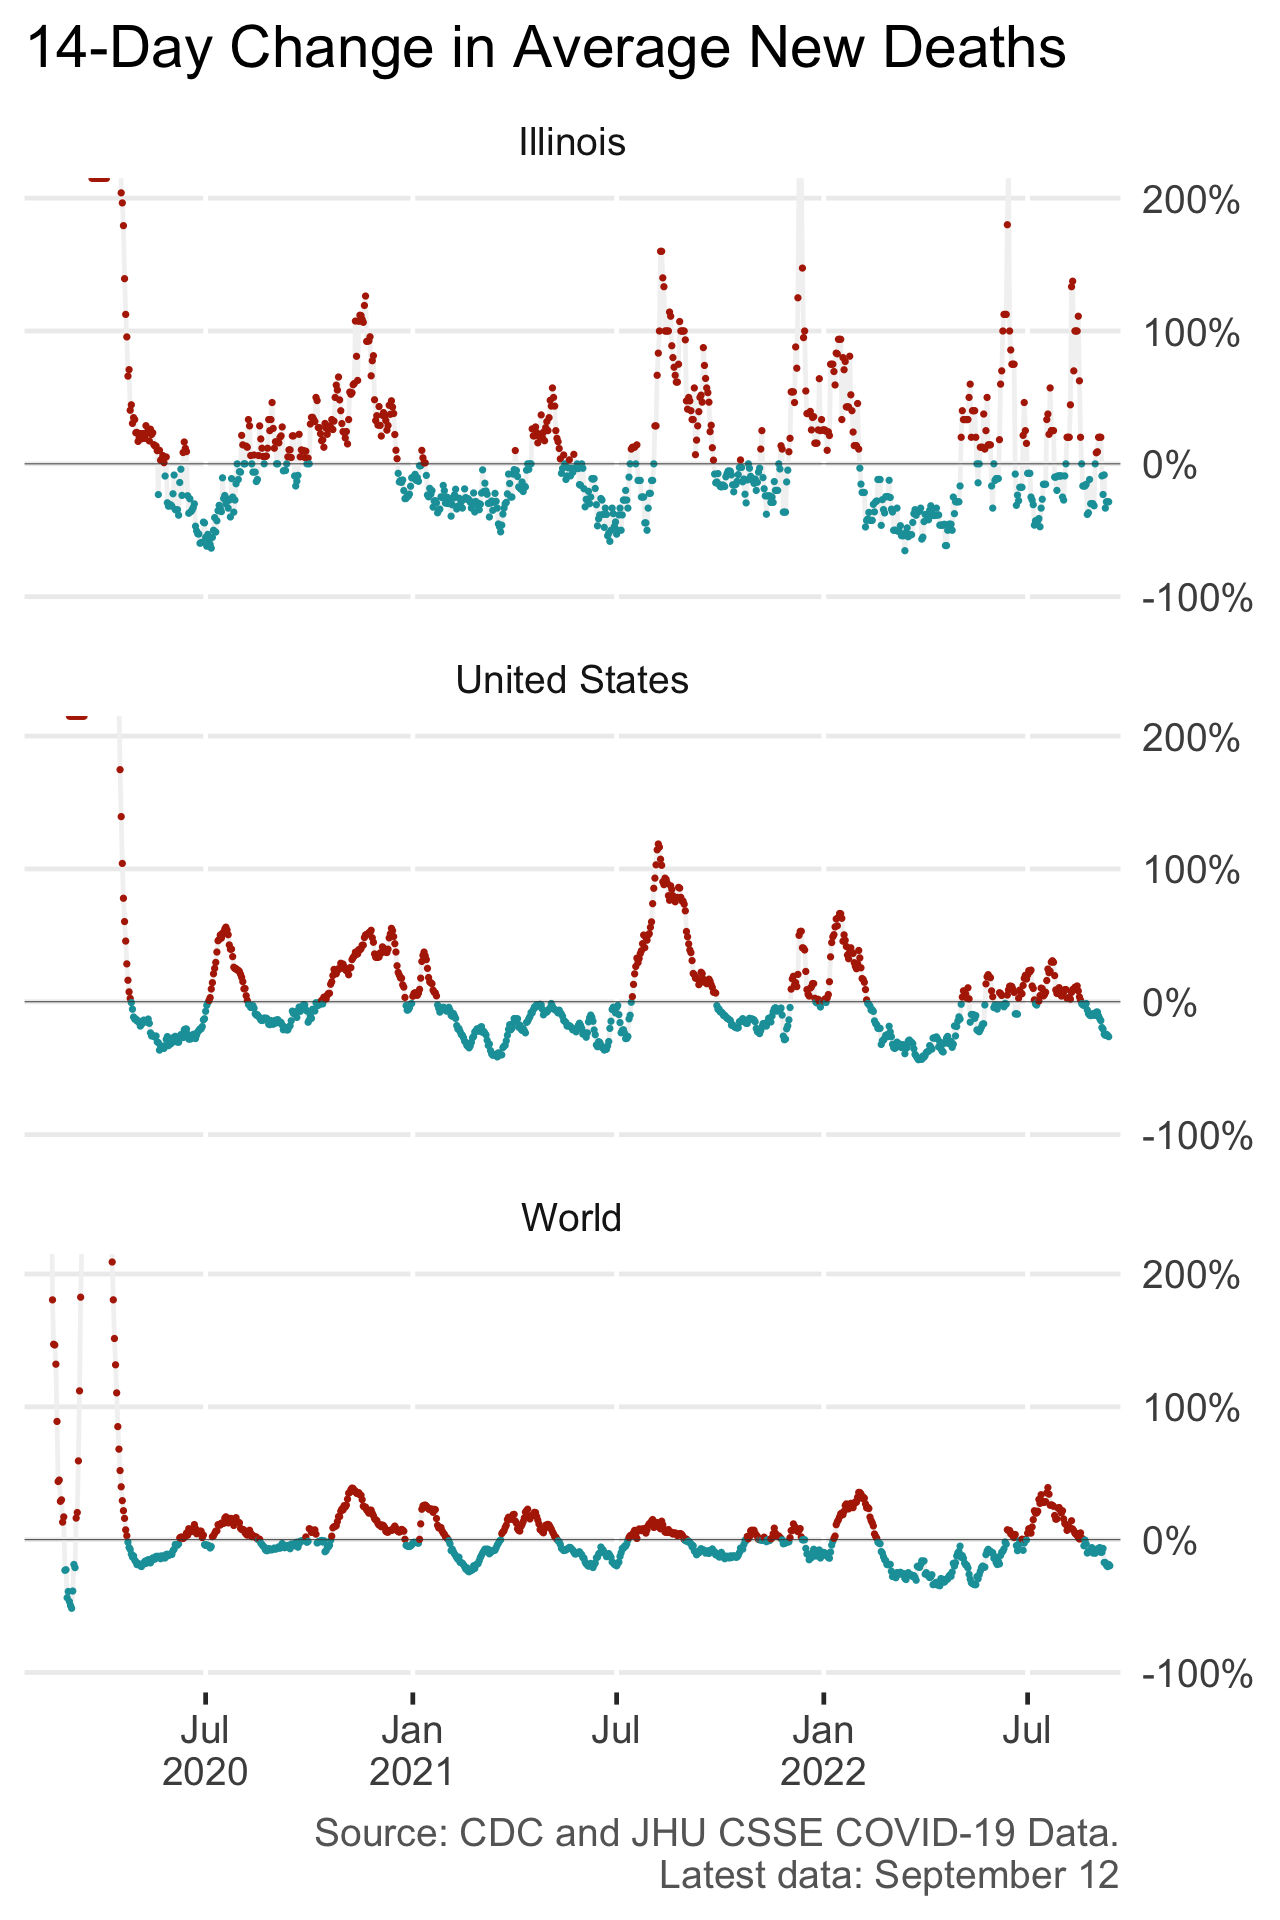 14-Day Change in Average New Deaths
Illinois
200%
100%
0%
-100%
United States
200%
100%
0%
-100%
World
200%
100%
0%
-100%
Jul Jan Jul Jan Jul
2020 2021 2022
Source: CDC and JHU CSSE COVID-19 Data.
Latest data: September 12